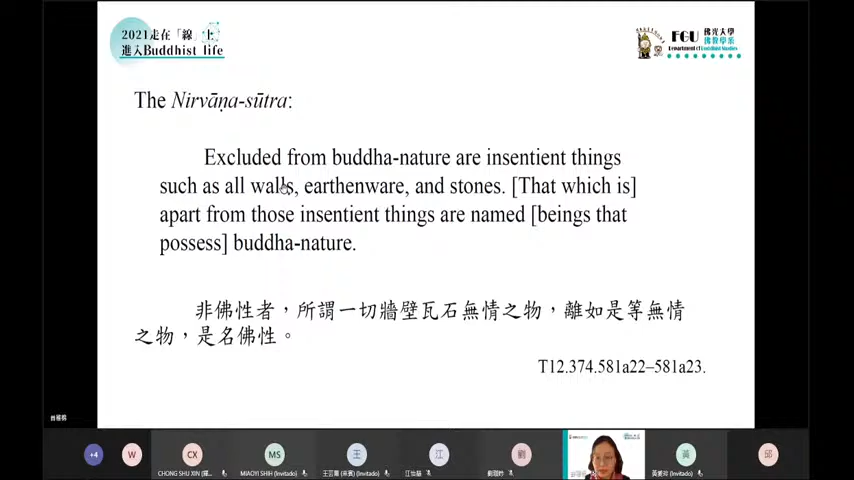 2021走在「線」上
進入Buddhist life
FGU 佛光大學
佛教學系
Department of Buddhist Studies
The Nirvāṇa-sūtra:
Excluded from buddha-nature are insentient things
such as all walls, earthenware, and stones. [That which is]
apart from those insentient things are named [beings that
possess] buddha-nature.
非佛性者，所謂一切牆壁瓦石無情之物，離如是等無情
之物，是名佛性。
T12.374.581a22–581a23.
+4
W
CX
MS
王
江
劉
黃
邱
CHONG SHU XIN
MIAOYI SHIH (Invitado)
(Invitado)
(Invitado)